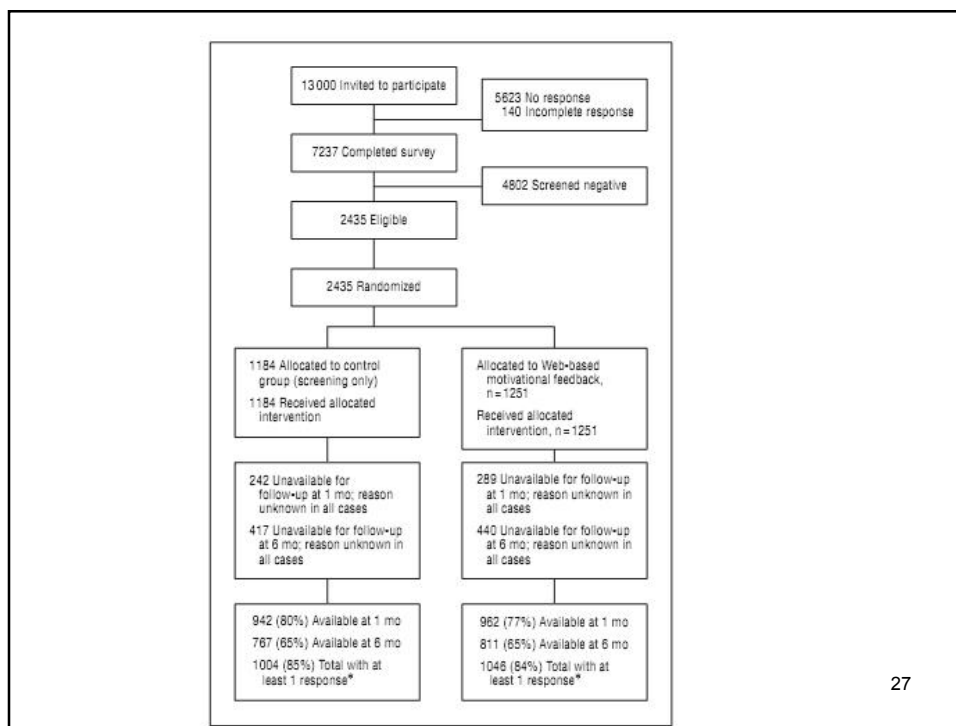 13000 Invited to participate
5623 No response
140 Incomplete response
7237 Completed survey
4802 Screened negative
2435 Eligible
2435 Randomized
1184 Allocated to control
group (screening only)
1184 Received allocated
intervention
Allocated to Web-based
motivational feedback,
n=1251
Received allocated
intervention, n=1251
242 Unavailable for
follow-up at 1 mo; reason
unknown in all cases
417 Unavailable for follow-up
at 6 mo; reason unknown in
all cases
289 Unavailable for follow-up
at 1 mo; reason unknown in
all cases
440 Unavailable for follow-up
at 6 mo; reason unknown in
all cases
942 (80%) Available at 1 mo
767 (65%) Available at 6 mo
1004 (85%) Total with at
least 1 response*
962 (77%) Available at 1 mo
811 (65%) Available at 6 mo
1046 (84%) Total with at
least 1 response*
27